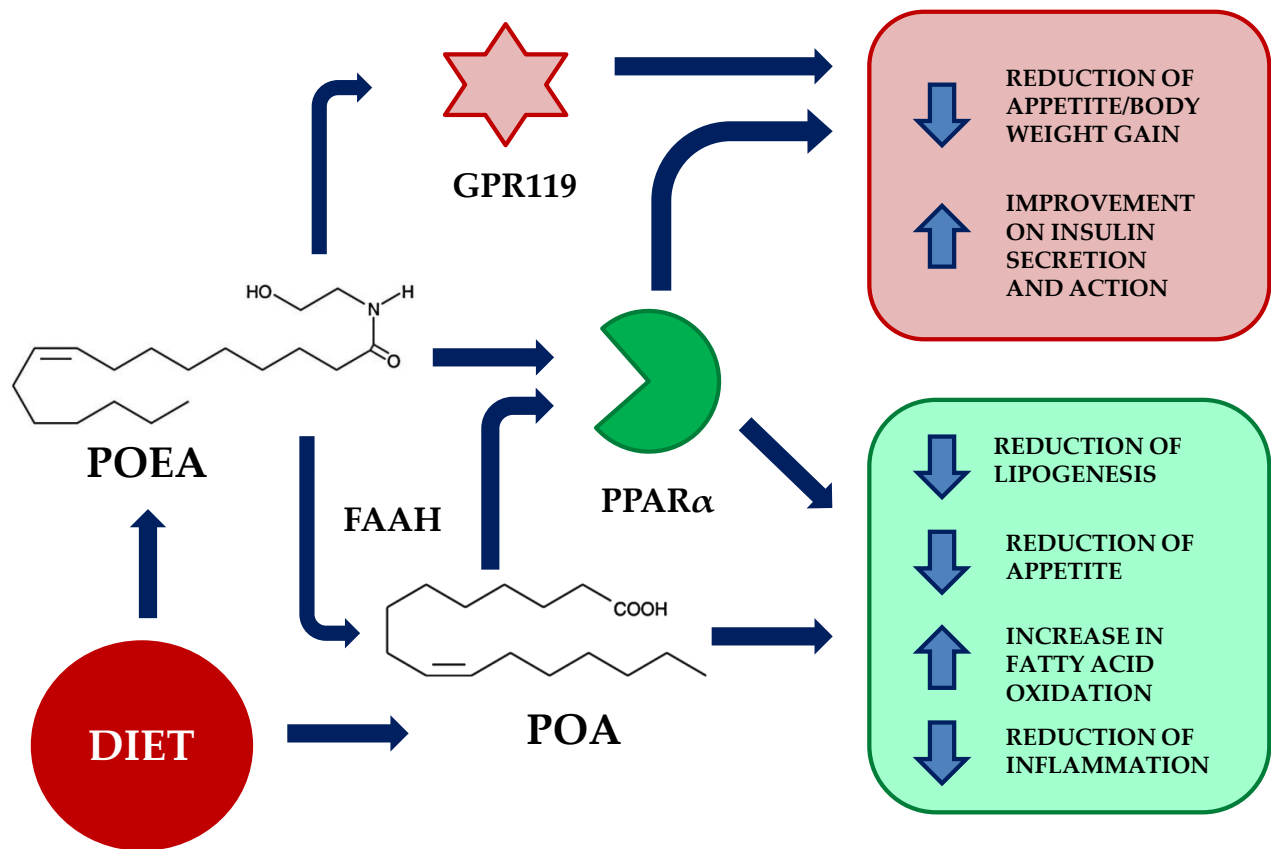 GPR119
REDUCTION OF
APPETITE/BODY
WEIGHT GAIN
IMPROVEMENT
ON INSULIN
SECRETION
AND ACTION
HO
N
H
O
POEA
FAAH
PPARα
COOH
POA
DIET
REDUCTION OF
LIPOGENESIS
REDUCTION OF
APPETITE
INCREASE IN
FATTY ACID
OXIDATION
REDUCTION OF
INFLAMMATION